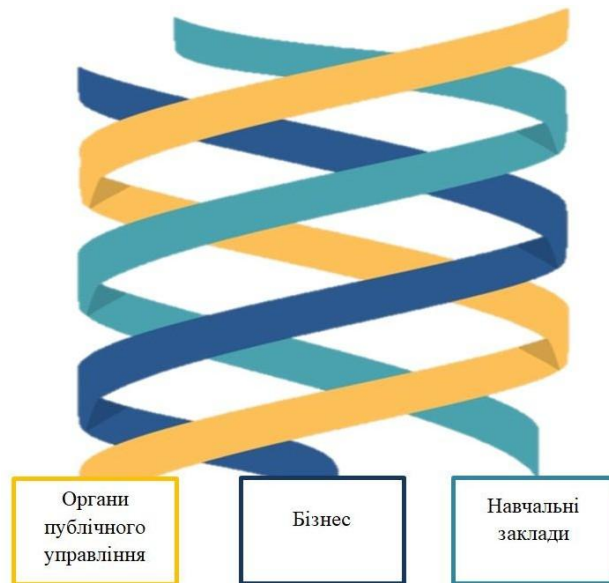 Органи
публічного
управління
Бізнес
Навчальні
заклади